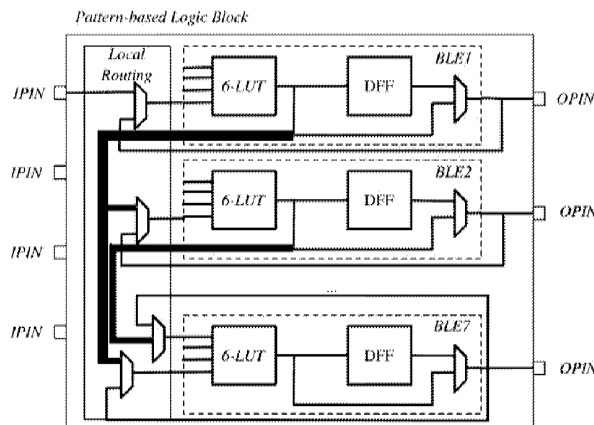 Pattern-based Logic Block
Local
Routing
BLE1
IPIN
6-LUT
DFF
OPIN
IPIN
BLE2
6-LUT
DFF
OPIN
IPIN
...
IPIN
BLE7
6-LUT
DFF
OPIN